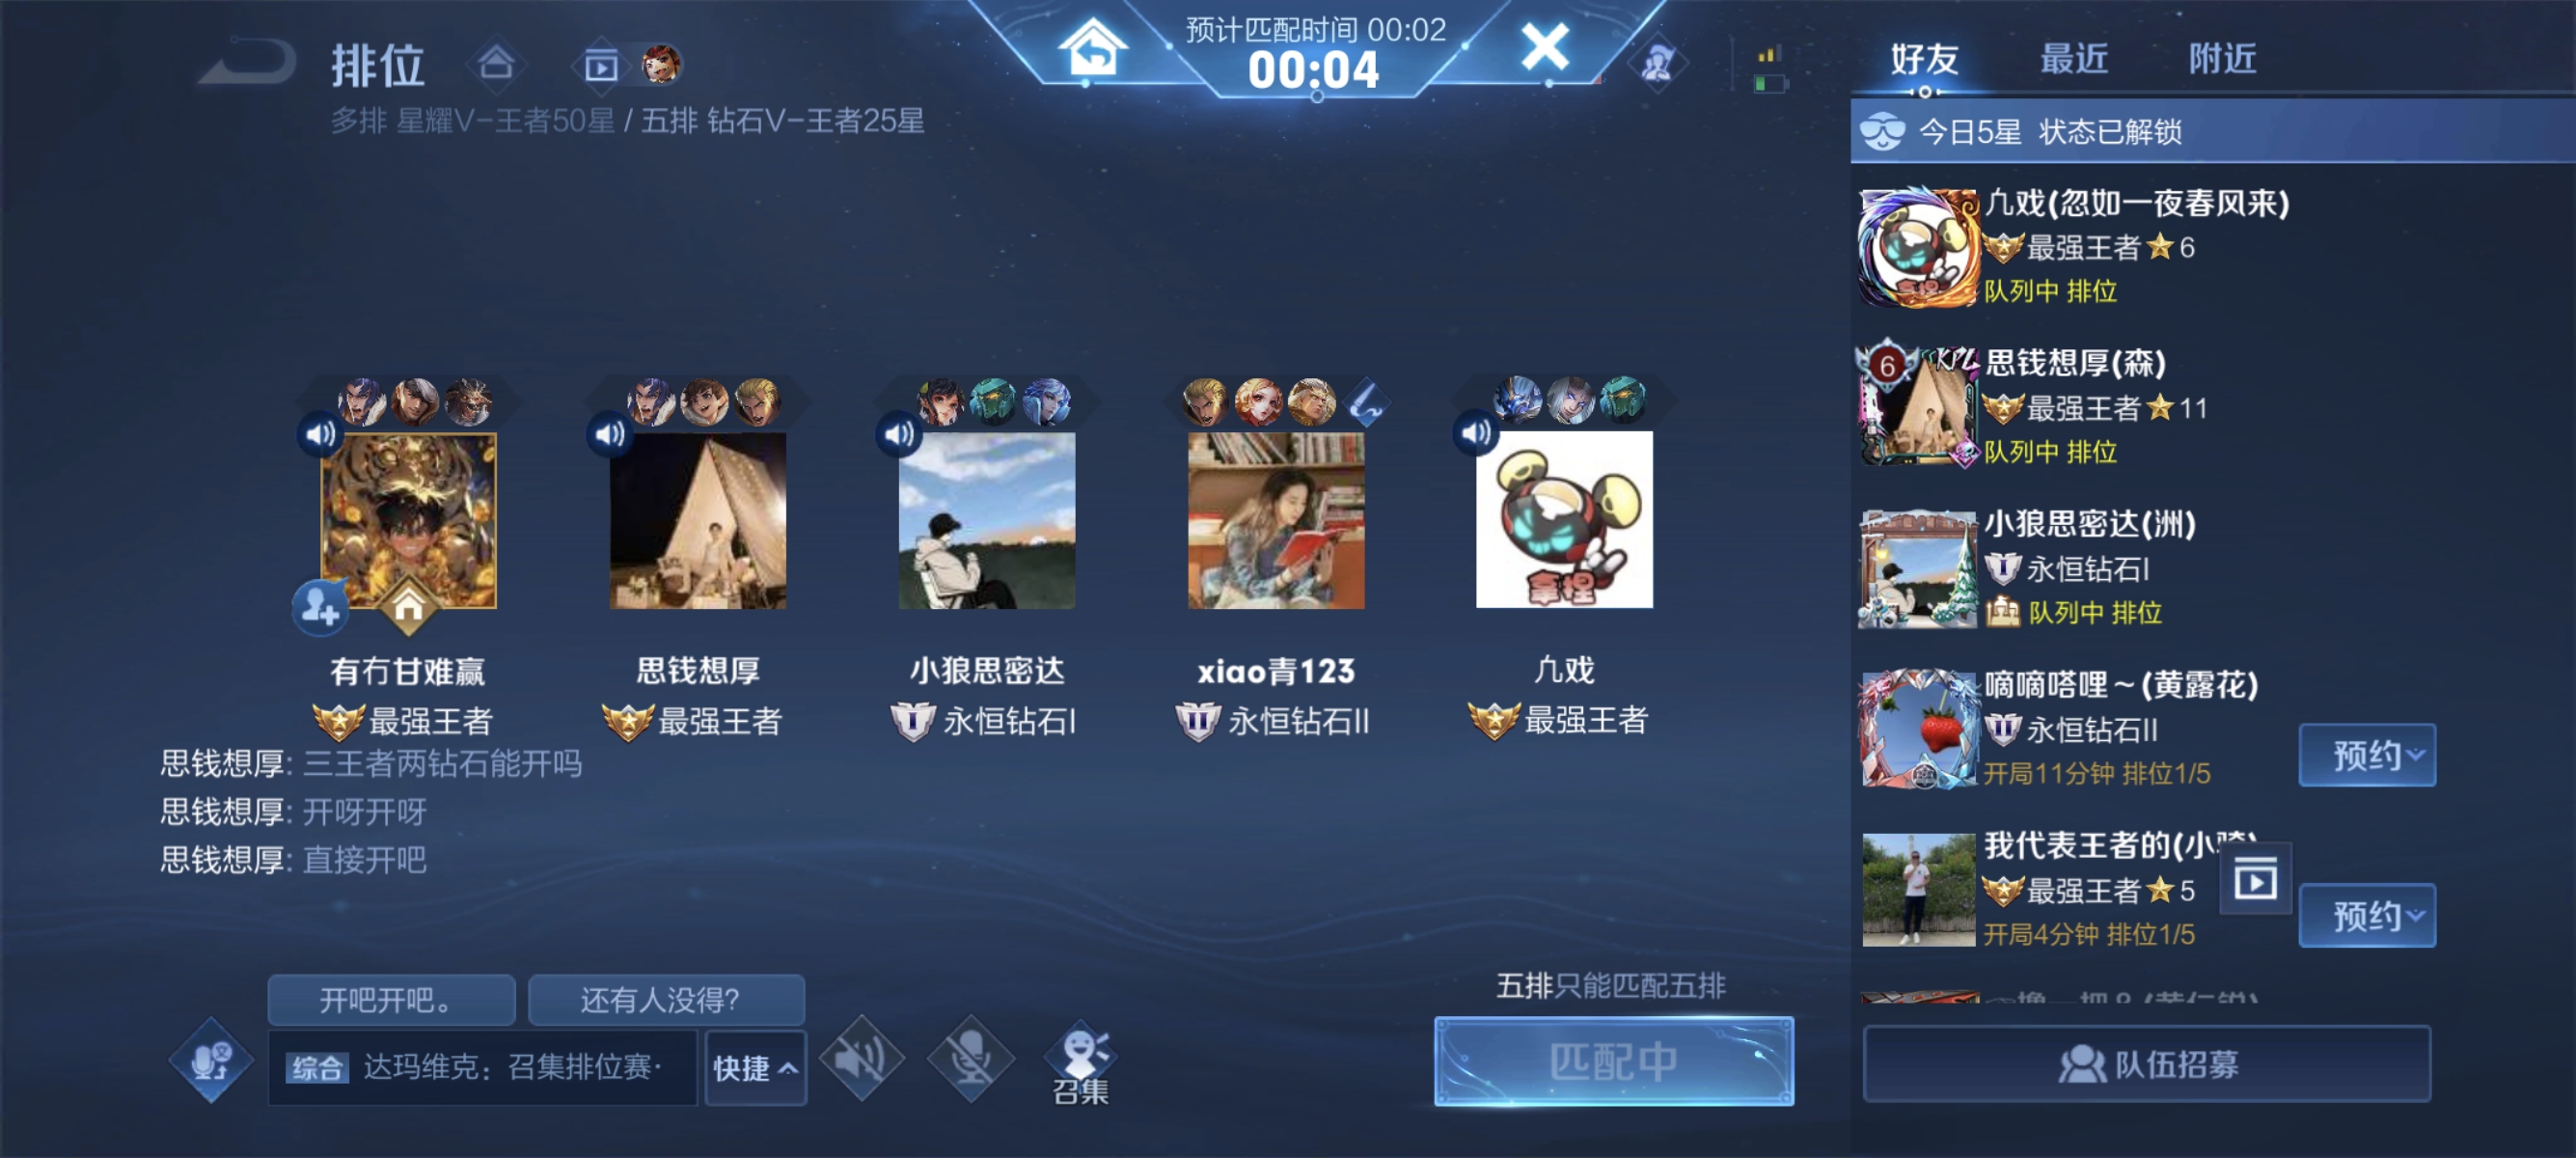 排位
预计匹配时间 00:02
00:04
多排 星耀V-王者50星 / 五排 钻石V-王者25星
好友 最近 附近
今日5星 状态已解锁
凣戏(忽如一夜春风来)
最强王者 6
队列中 排位
6
KPL
思钱想厚(森)
最强王者 11
队列中 排位
小狼思密达(洲)
永恒钻石I
队列中 排位
嘀嘀嗒哩~(黄露花)
永恒钻石II
开局11分钟 排位1/5
预约
我代表王者的(小骑)
最强王者 5
开局4分钟 排位1/5
预约
队伍招募
拿捏
有冇甘难赢
最强王者
思钱想厚
最强王者
小狼思密达
永恒钻石I
xiao青123
永恒钻石II
凣戏
最强王者
思钱想厚: 三王者两钻石能开吗
思钱想厚: 开呀开呀
思钱想厚: 直接开吧
开吧开吧。
还有人没得?
综合 达玛维克: 召集排位赛·
快捷
召集
五排只能匹配五排
匹配中